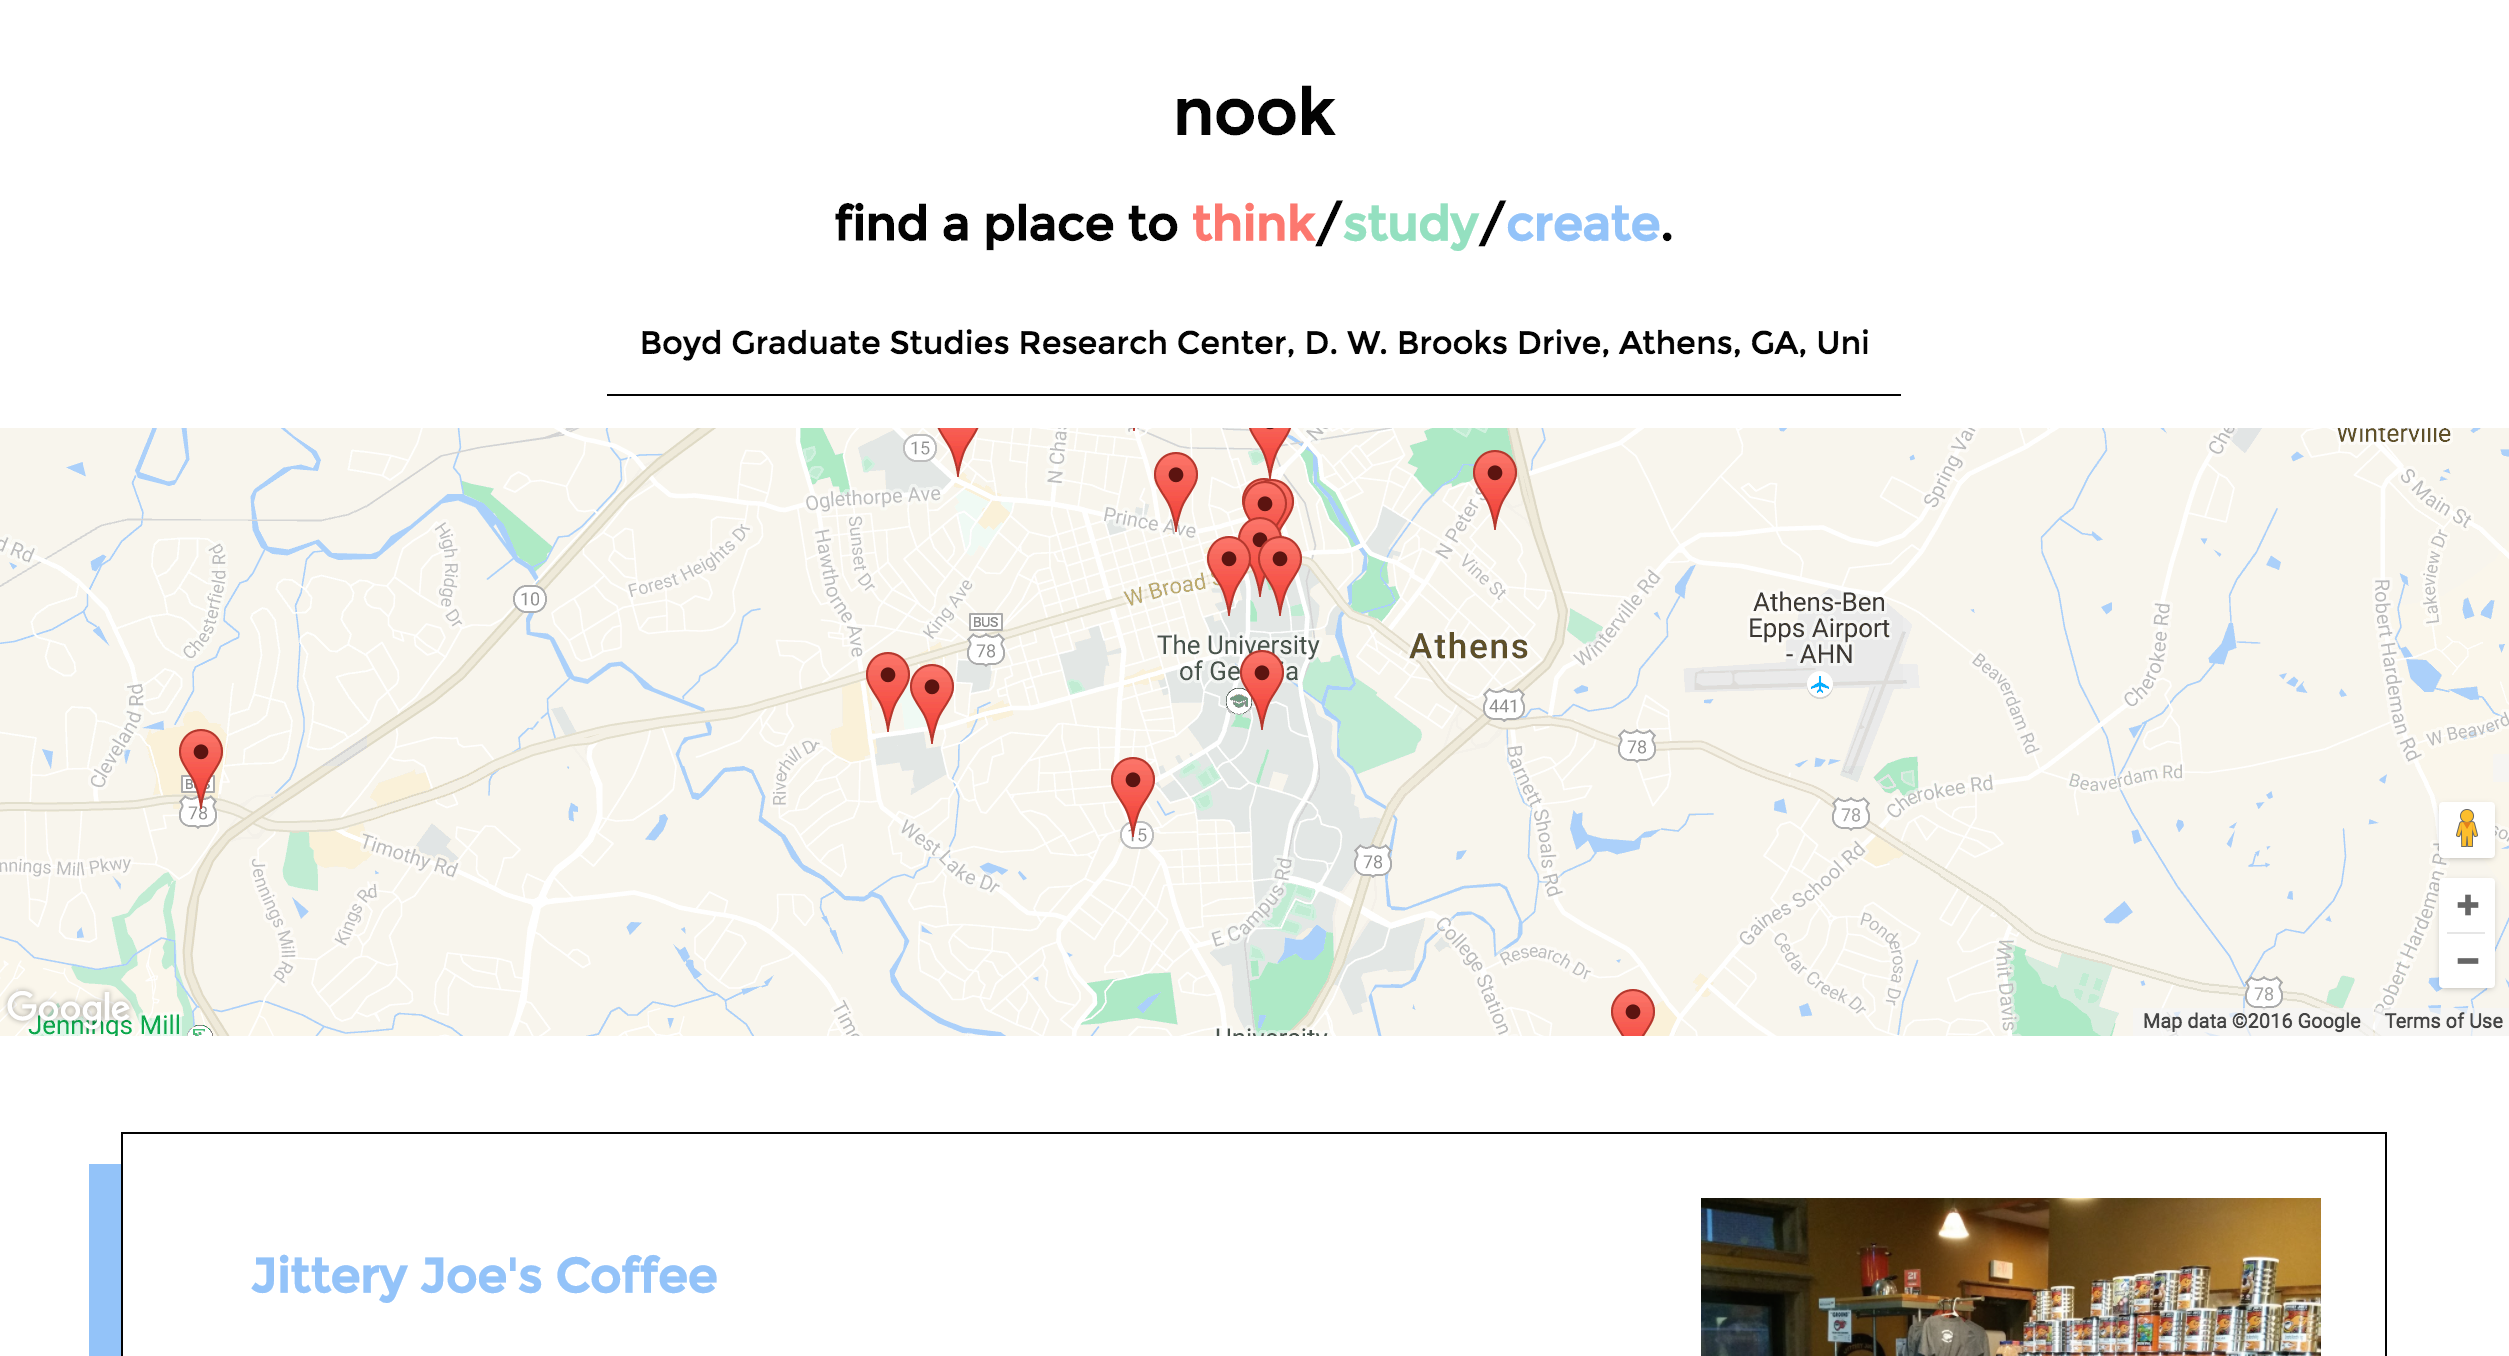 nook
find a place to think/study/create.
Boyd Graduate Studies Research Center, D. W. Brooks Drive, Athens, GA, Uni
15
Winterville
N Cha
Oglethorpe Ave
Spring Val
S Main St
Prince Ave
N Peter S
Sunset Dr
Hawthorne Ave
High Ridge Dr
Chesterfield Rd
Forest Heights Dr
Lakeview Dr
d Rd
10
King Ave
W Broad S
Vine St
Winterville Rd
Athens-Ben
Epps Airport
- AHN
BUS
78
The University
of Georgia
Athens
Cherokee Rd
Beaverdam Rd
Robert Hardeman Rd
Cleveland Rd
441
78
W Beaverd
Riverhill Dr
Barnett Shoals Rd
Beaverdam Rd
Cherokee Rd
BUS
78
78
15
Timothy Rd
West Lake Dr
78
nnings Mill Pkwy
Jennings Mill Rd
Kings Rd
E Campus Rd
Gaines School Rd
College Station
Research Dr
Cedar Creek Dr
Ponderosa Dr
Whit Davis
Robert Hardeman Rd
78
Google
Jennings Mill
Timo
University
Map data ©2016 Google
Terms of Use
Jittery Joe's Coffee